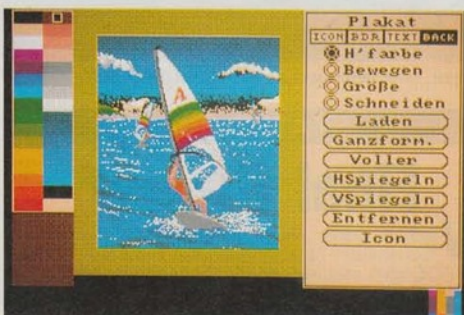 Plakat
ICON BDR TEXT BACK
H'farbe
Bewegen
Größe
Schneiden
Laden
Ganzform.
Voller
HSpiegeln
VSpiegeln
Entfernen
Icon
A